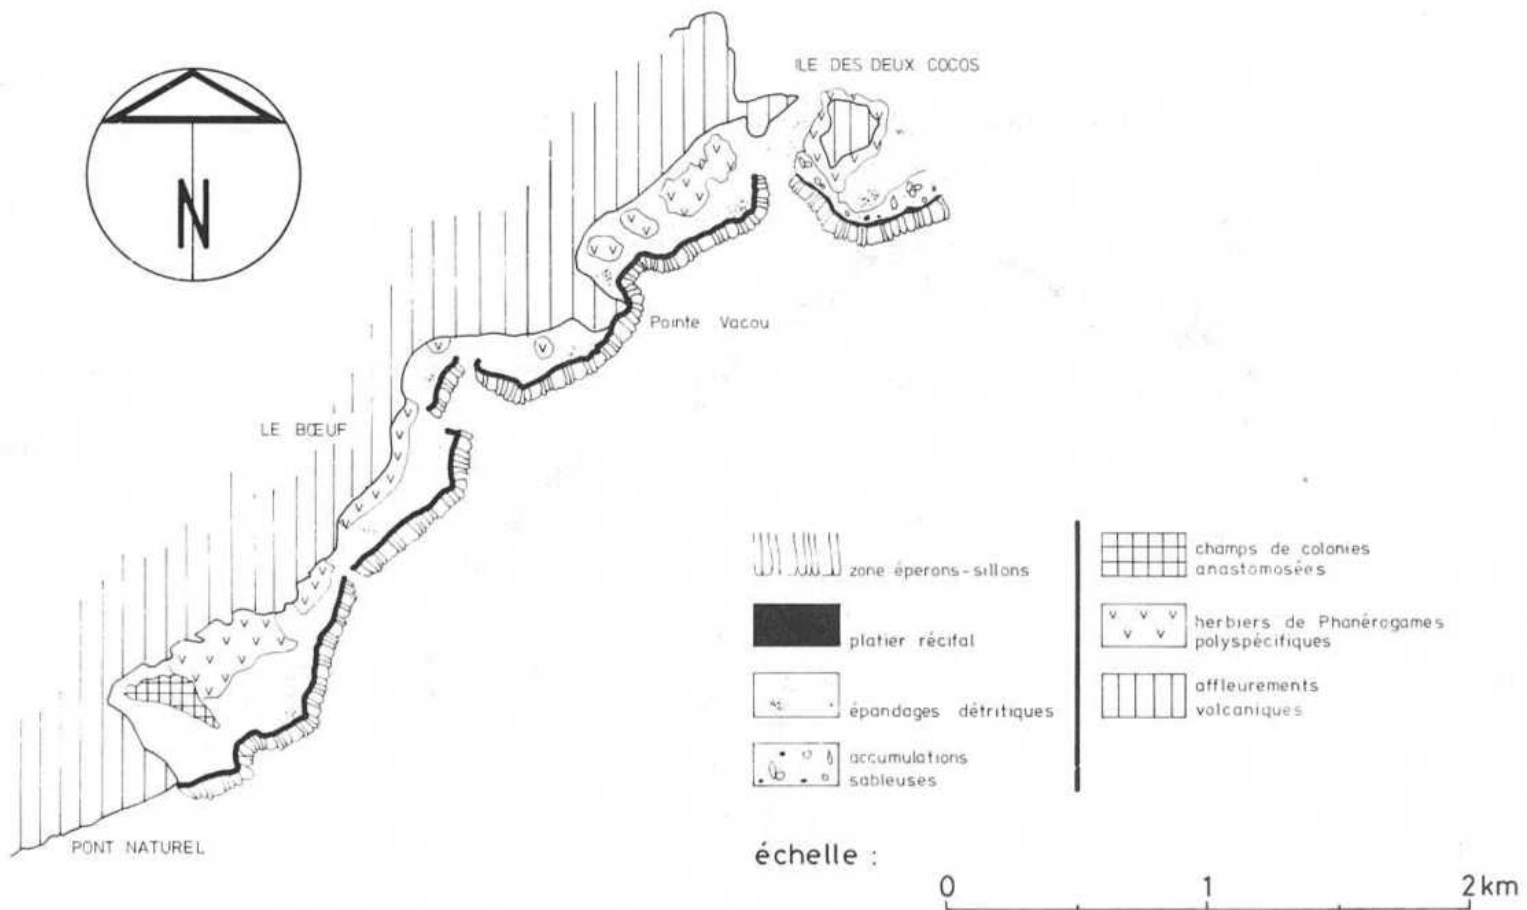 ILE DES DEUX COCOS
N
Pointe Vacou
LE BŒUF
PONT NATUREL
zone éperons-sillons
platier récifal
épandages détritiques
accumulations
sableuses
champs de colonies
anastomosées
herbiers de Phanérogames
polyspécifiques
affleurements
volcaniques
échelle :
0 1 2 km